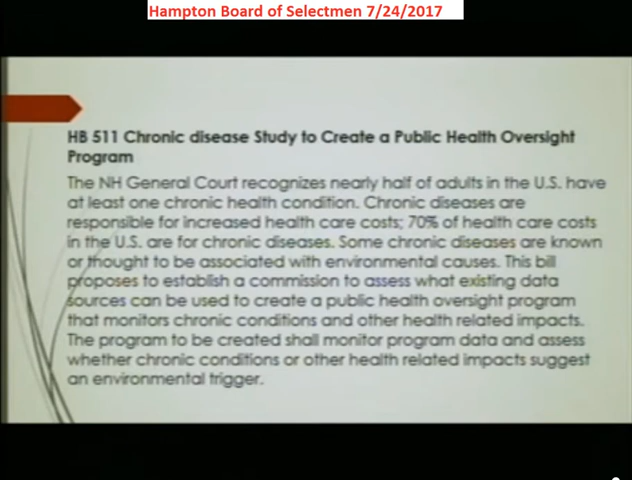 Hampton Board of Selectmen 7/24/2017
HB 511 Chronic disease Study to Create a Public Health Oversight
Program
The NH General Court recognizes nearly half of adults in the U.S. have
at least one chronic health condition. Chronic diseases are
responsible for increased health care costs; 70% of health care costs
in the U.S. are for chronic diseases. Some chronic diseases are known
or thought to be associated with environmental causes. This bill
proposes to establish a commission to assess what existing data
sources can be used to create a public health oversight program
that monitors chronic conditions and other health related impacts.
The program to be created shall monitor program data and assess
whether chronic conditions or other health related impacts suggest
an environmental trigger.